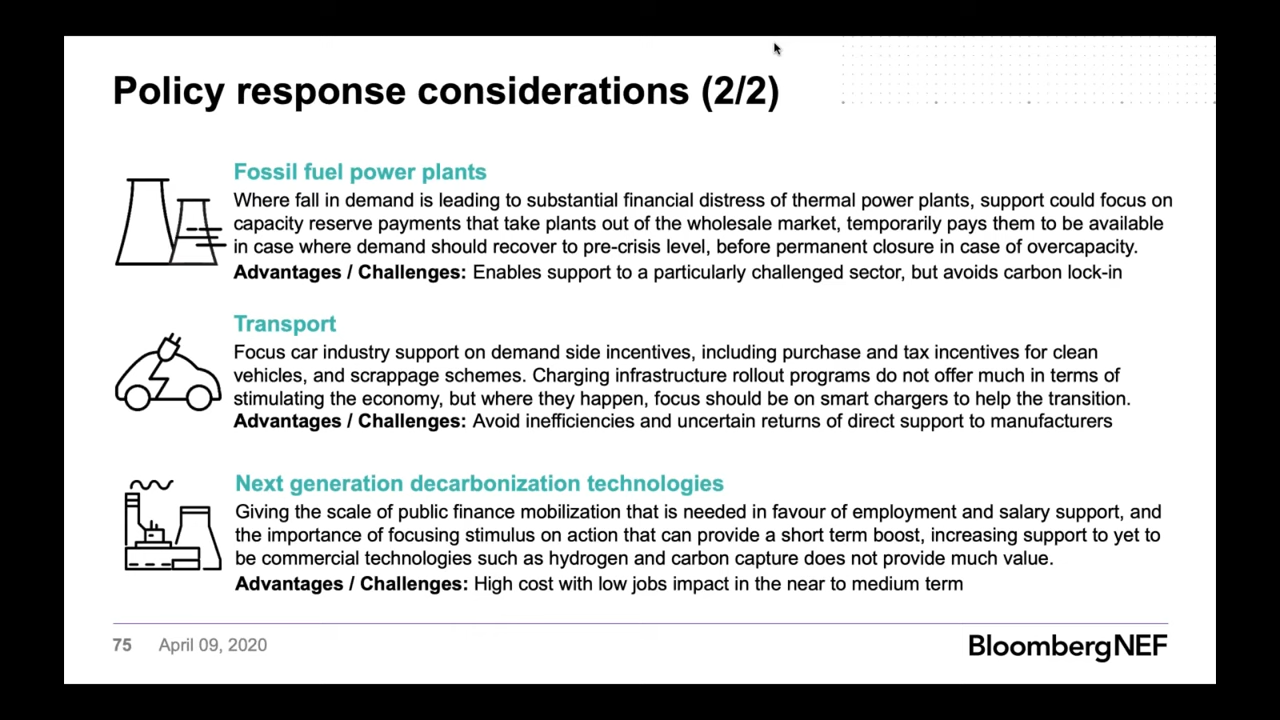 Policy response considerations (2/2)
Fossil fuel power plants
Where fall in demand is leading to substantial financial distress of thermal power plants, support could focus on
capacity reserve payments that take plants out of the wholesale market, temporarily pays them to be available
in case where demand should recover to pre-crisis level, before permanent closure in case of overcapacity.
Advantages / Challenges: Enables support to a particularly challenged sector, but avoids carbon lock-in
Transport
Focus car industry support on demand side incentives, including purchase and tax incentives for clean
vehicles, and scrappage schemes. Charging infrastructure rollout programs do not offer much in terms of
stimulating the economy, but where they happen, focus should be on smart chargers to help the transition.
Advantages / Challenges: Avoid inefficiencies and uncertain returns of direct support to manufacturers
Next generation decarbonization technologies
Giving the scale of public finance mobilization that is needed in favour of employment and salary support, and
the importance of focusing stimulus on action that can provide a short term boost, increasing support to yet to
be commercial technologies such as hydrogen and carbon capture does not provide much value.
Advantages / Challenges: High cost with low jobs impact in the near to medium term
75 April 09, 2020
BloombergNEF